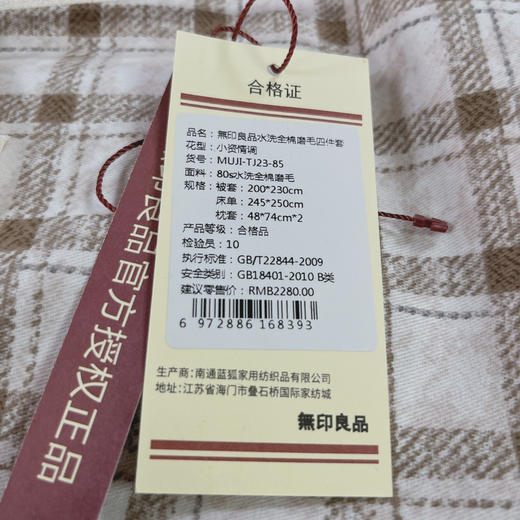 合格证
品名：無印良品水洗全棉磨毛四件套
花型：小资情调
货号：MUJI-TJ23-85
面料：80s水洗全棉磨毛
规格：被套：200*230cm
床单：245*250cm
枕套：48*74cm*2
产品等级：合格品
检验员：10
执行标准：GB/T22844-2009
安全类别：GB18401-2010 B类
建议零售价：RMB2280.00
6 972886 168393
生产商：南通蓝狐家用纺织品有限公司
地址：江苏省海门市叠石桥国际家纺城
無印良品
良品官方授权正品